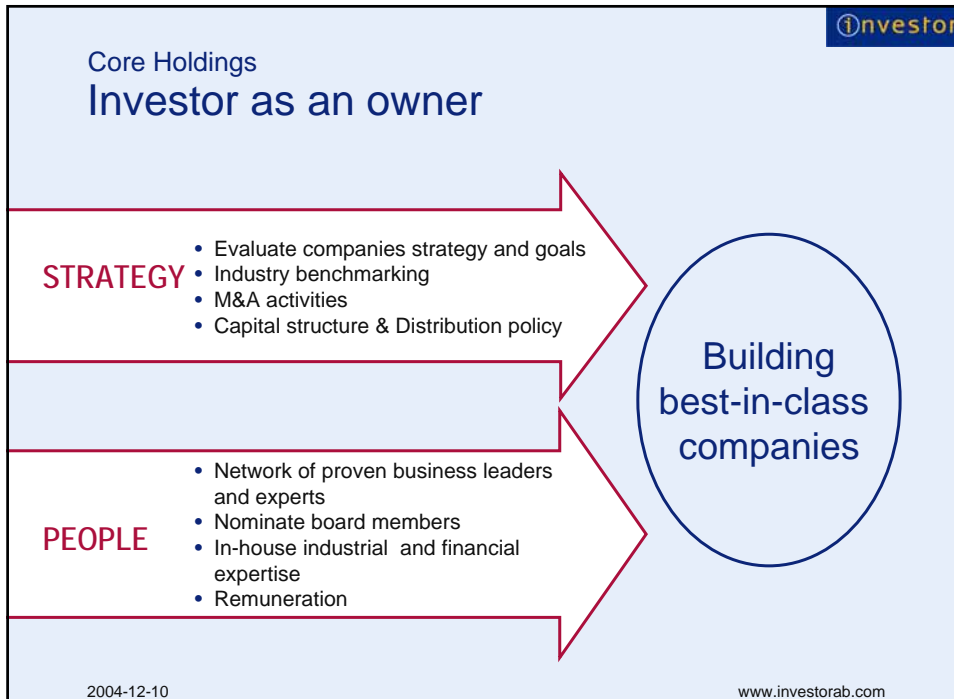 investor
Core Holdings
Investor as an owner
STRATEGY
• Evaluate companies strategy and goals
• Industry benchmarking
• M&A activities
• Capital structure & Distribution policy
PEOPLE
• Network of proven business leaders
and experts
• Nominate board members
• In-house industrial and financial
expertise
• Remuneration
Building
best-in-class
companies
2004-12-10
www.investorab.com